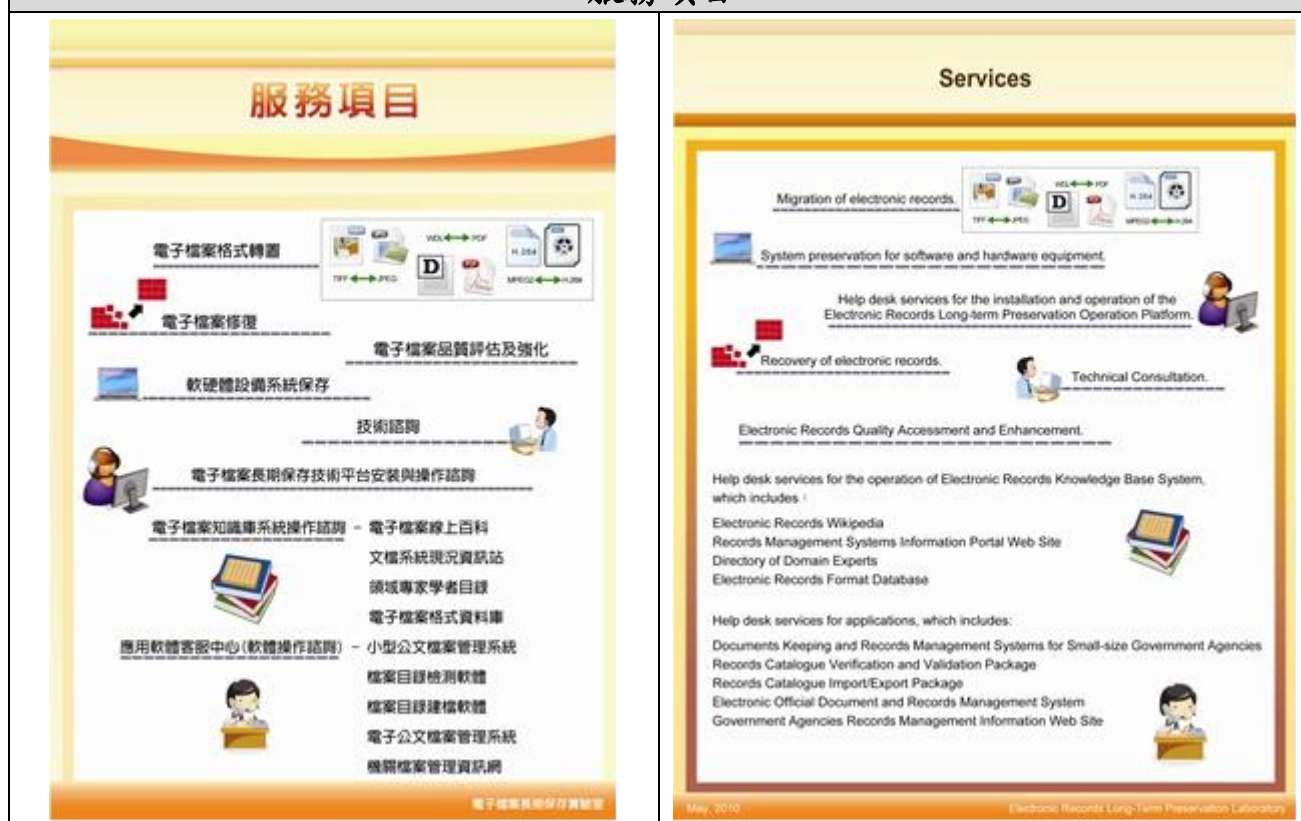 服務項目
服務項目
電子檔案格式轉置
WDL PDF
H.264
TIFF JPEG
D
MPEG2 H.264
電子檔案修復
電子檔案品質評估及強化
軟硬體設備系統保存
技術諮詢
電子檔案長期保存技術平台安裝與操作諮詢
電子檔案知識庫系統操作諮詢 - 電子檔案線上百科
文檔系統現況資訊站
領域專家學者目錄
電子檔案格式資料庫
應用軟體客服中心(軟體操作諮詢) - 小型公文檔案管理系統
檔案目錄檢測軟體
檔案目錄建檔軟體
電子公文檔案管理系統
機關檔案管理資訊網
電子檔案長期保存實驗室
Services
Migration of electronic records.
WDL PDF
H.264
TIFF JPEG
D
MPEG2 H.264
System preservation for software and hardware equipment.
Help desk services for the installation and operation of the
Electronic Records Long-term Preservation Operation Platform.
Recovery of electronic records.
Technical Consultation.
Electronic Records Quality Accessment and Enhancement.
Help desk services for the operation of Electronic Records Knowledge Base System,
which includes：
Electronic Records Wikipedia
Records Management Systems Information Portal Web Site
Directory of Domain Experts
Electronic Records Format Database
Help desk services for applications, which includes:
Documents Keeping and Records Management Systems for Small-size Government Agencies
Records Catalogue Verification and Validation Package
Records Catalogue Import/Export Package
Electronic Official Document and Records Management System
Government Agencies Records Management Information Web Site
May, 2010
Electronic Records Long-Term Preservation Laboratory